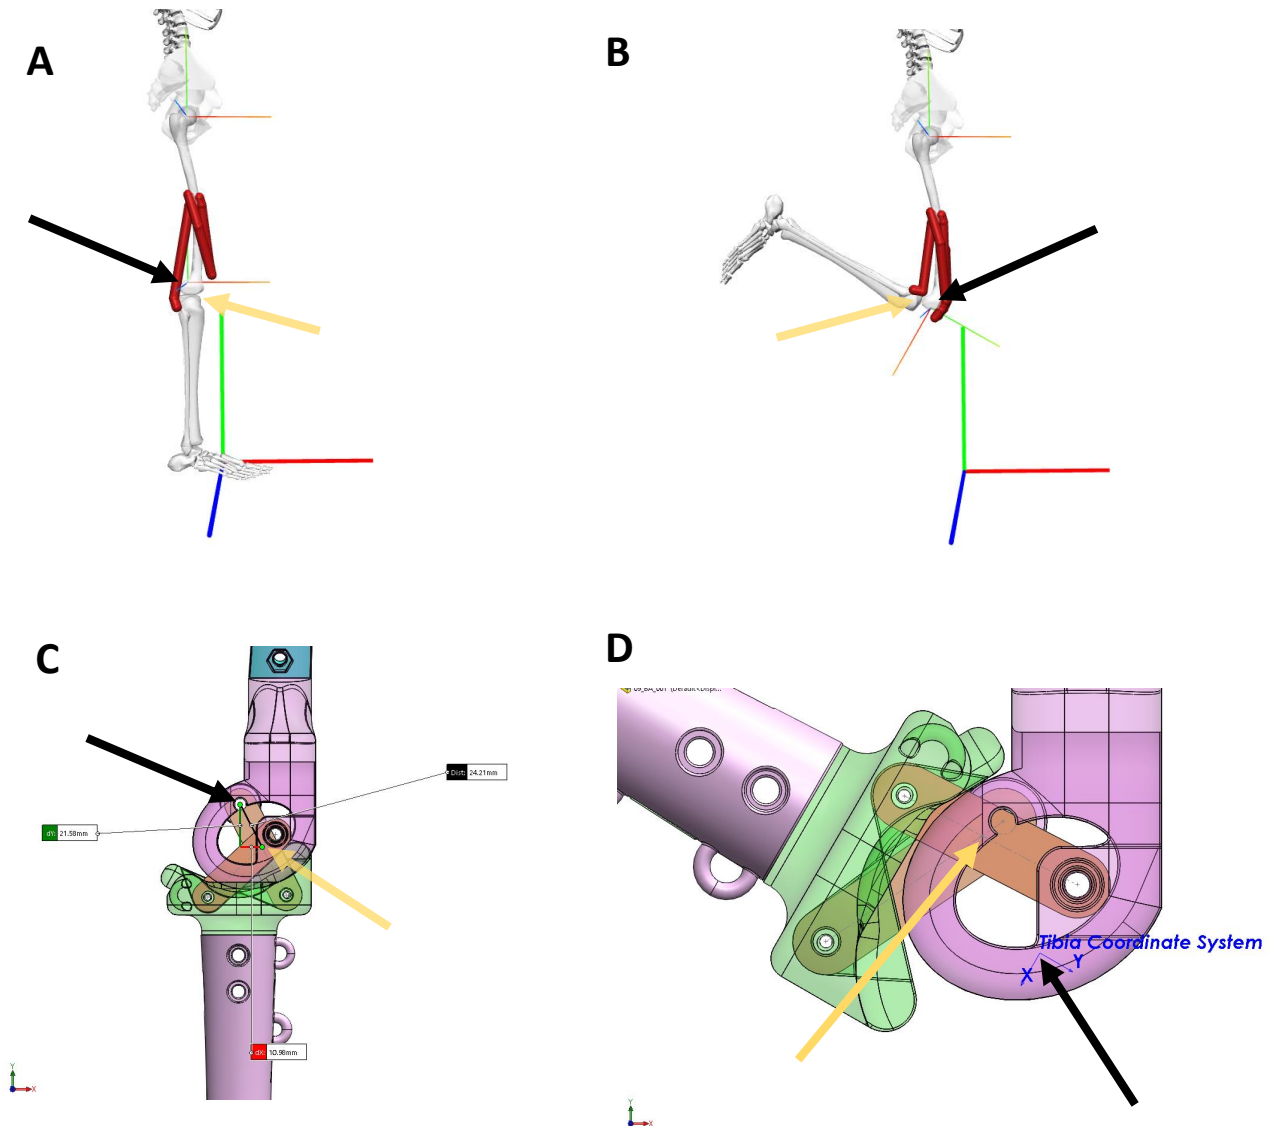 A
B
C
Dist: 24.21mm
dY: 21.58mm
dX: 10.98mm
Y
X
D
Tibia Coordinate System
X
Y
Y
X